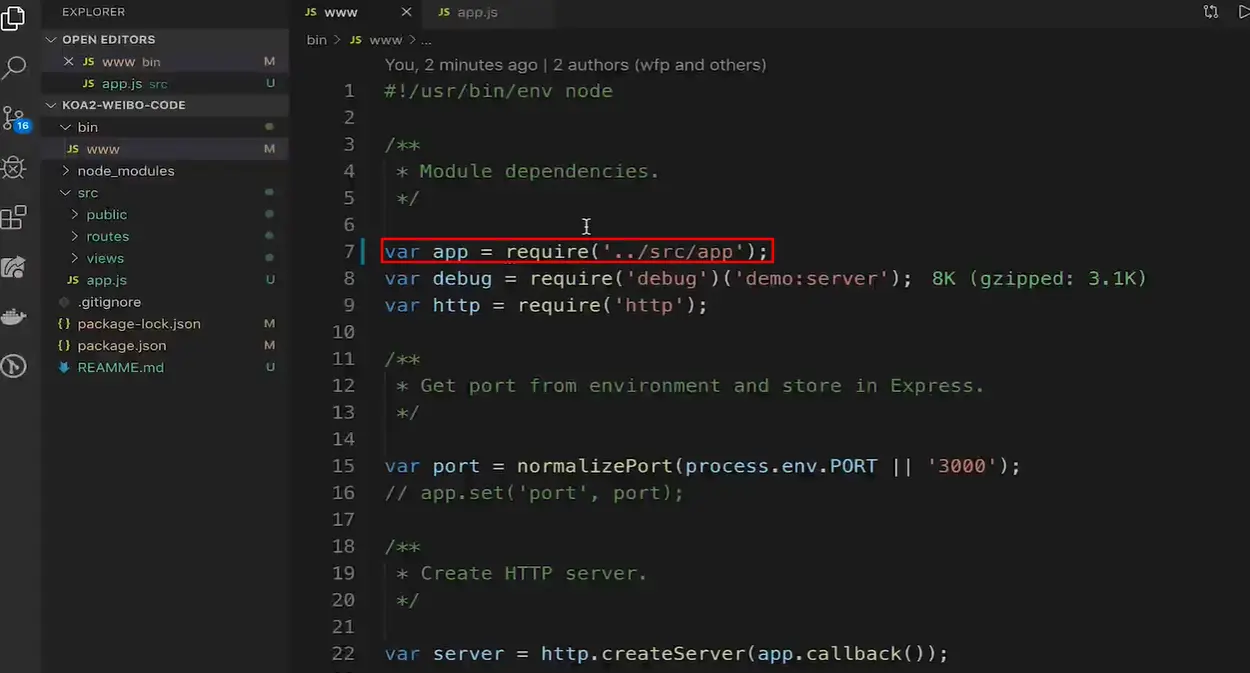 EXPLORER
OPEN EDITORS
JS www bin M
JS app.js src U
KOA2-WEIBO-CODE
bin
JS www M
node_modules
src
public
routes
views
JS app.js U
.gitignore
{} package-lock.json M
{} package.json M
REAMME.md U
16
JS www
JS app.js
bin > JS www > ...
You, 2 minutes ago | 2 authors (wfp and others)
1 #!/usr/bin/env node
2
3 /**
4 * Module dependencies.
5 */
6
7 var app = require('../src/app');
8 var debug = require('debug')('demo:server'); 8K (gzipped: 3.1K)
9 var http = require('http');
10
11 /**
12 * Get port from environment and store in Express.
13 */
14
15 var port = normalizePort(process.env.PORT || '3000');
16 // app.set('port', port);
17
18 /**
19 * Create HTTP server.
20 */
21
22 var server = http.createServer(app.callback());